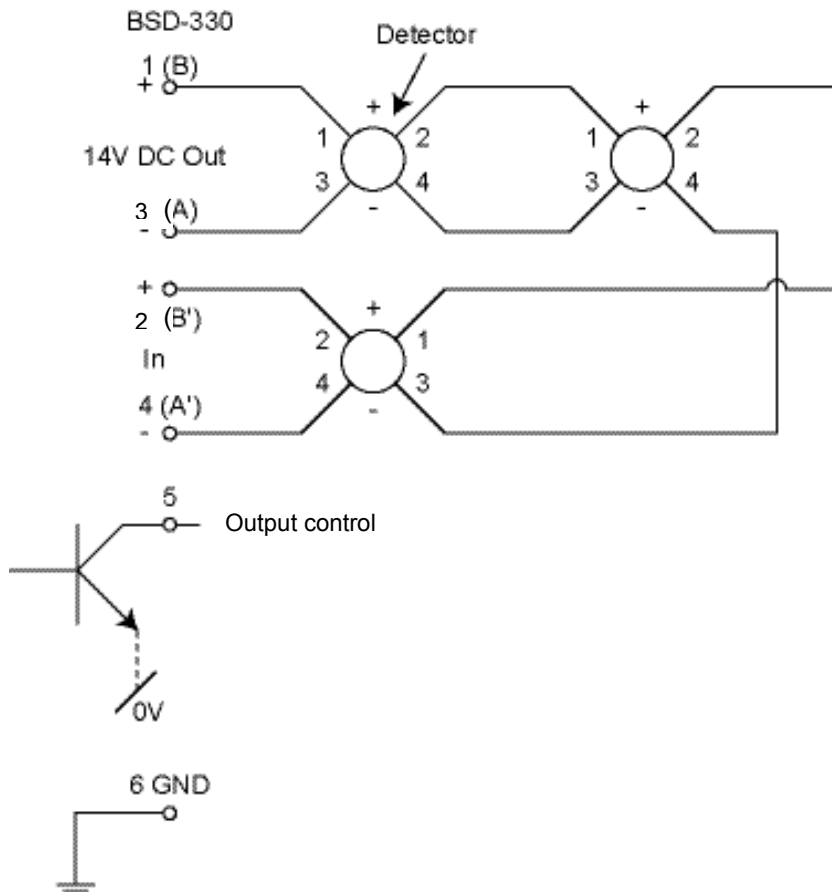 BSD-330
Detector
1 (B)
+
+
+
1
2
1
2
14V DC Out
3
4
3
4
3 (A)
-
-
-
+
2 (B')
+
2
1
In
4
3
4 (A')
-
-
5
Output control
0V
6 GND